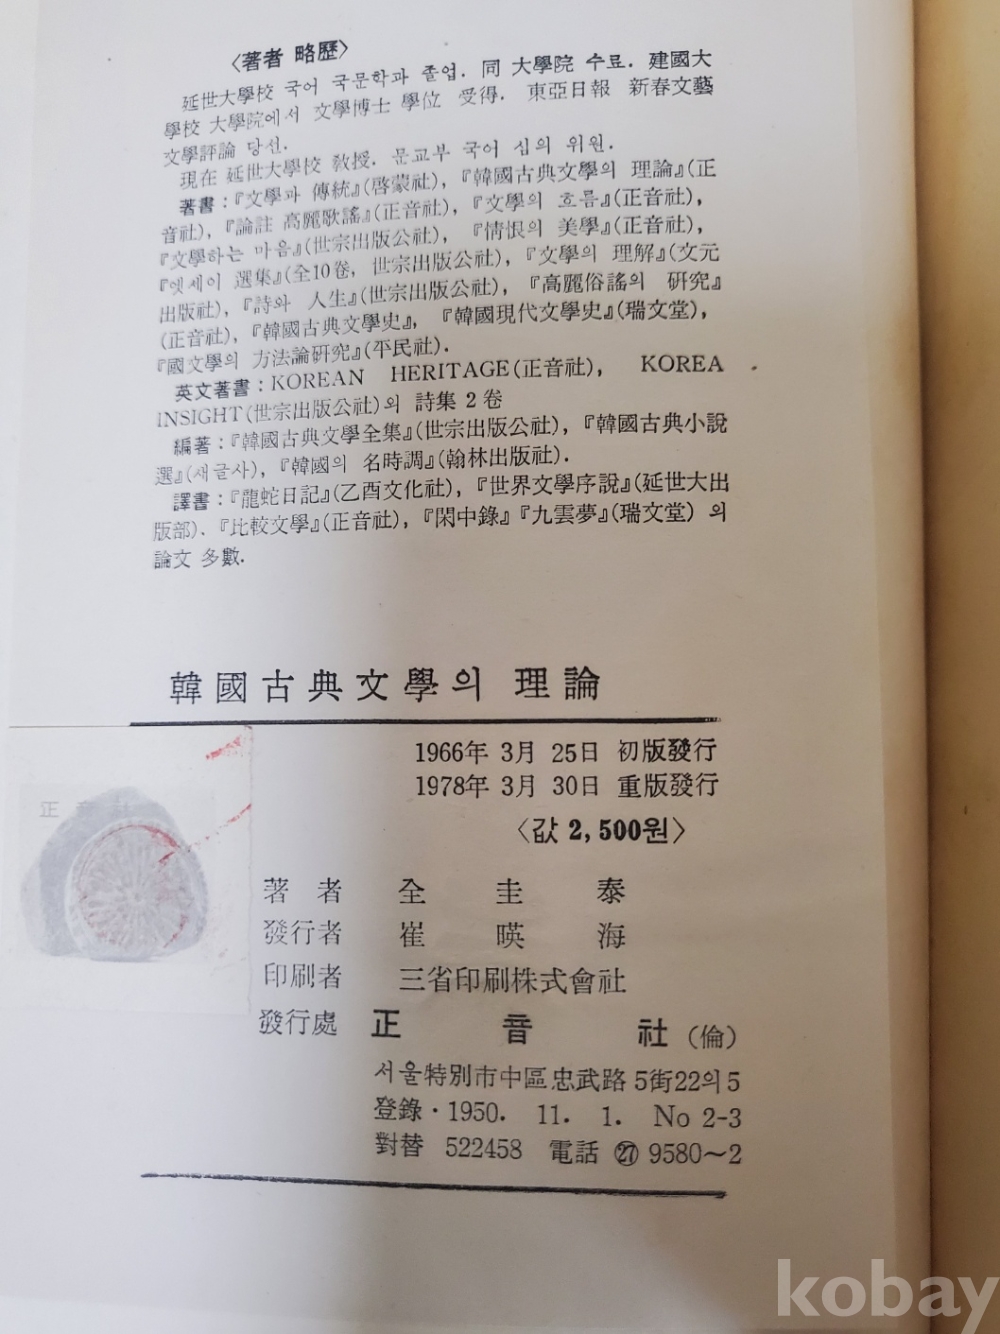 〈著者 略歷〉
延世大學校 국어 국문학과 졸업. 同 大學院 수료. 建國大
學校 大學院에서 文學博士 學位 受得. 東亞日報 新春文藝
文學評論 당선.
現在 延世大學校 敎授. 문교부 국어 심의 위원.
著書:『文學과 傳統』(啓蒙社), 『韓國古典文學의 理論』(正
音社), 『論註 高麗歌謠』(正音社), 『文學의 흐름』(正音社),
『文學하는 마음』(世宗出版公社), 『情恨의 美學』(正音社),
『엣세이 選集』(全10卷, 世宗出版公社), 『文學의 理解』(文元
出版社), 『詩와 人生』(世宗出版公社), 『高麗俗謠의 硏究』
(正音社), 『韓國古典文學史』, 『韓國現代文學史』(瑞文堂),
『國文學의 方法論硏究』(平民社).
英文著書:KOREAN HERITAGE(正音社), KOREA
INSIGHT(世宗出版公社)의 詩集 2卷
編著:『韓國古典文學全集』(世宗出版公社), 『韓國古典小說
選』(새글사), 『韓國의 名時調』(翰林出版社).
譯書:『龍蛇日記』(乙酉文化社), 『世界文學序說』(延世大出
版部)、『比較文學』(正音社), 『閑中錄』『九雲夢』(瑞文堂) 의
論文 多數.
韓國古典文學의 理論
1966年 3月 25日 初版發行
1978年 3月 30日 重版發行
〈값 2,500원〉
正音社
著者 全圭泰
發行者 崔暎海
印刷者 三省印刷株式會社
發行處 正音社(倫)
서울特別市中區忠武路 5街22의5
登錄·1950. 11. 1. No 2-3
對替 522458 電話 ㉗ 9580~2
kobay